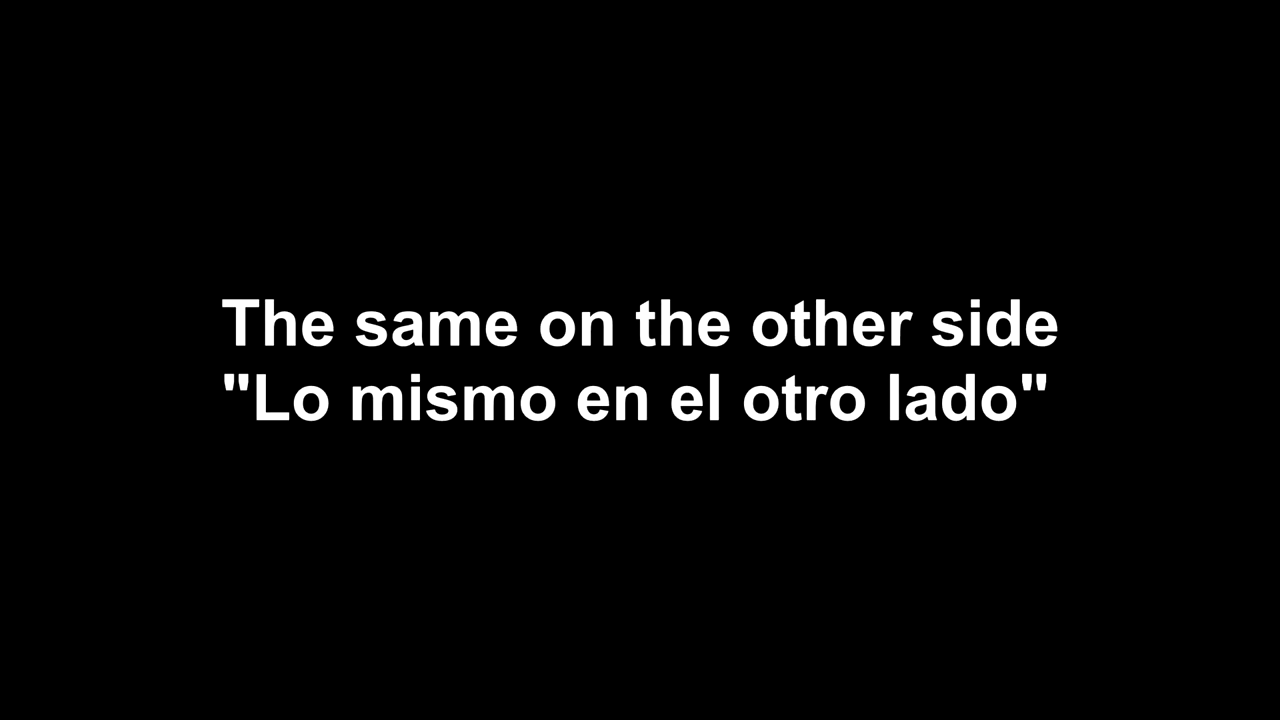 The same on the other side
"Lo mismo en el otro lado"